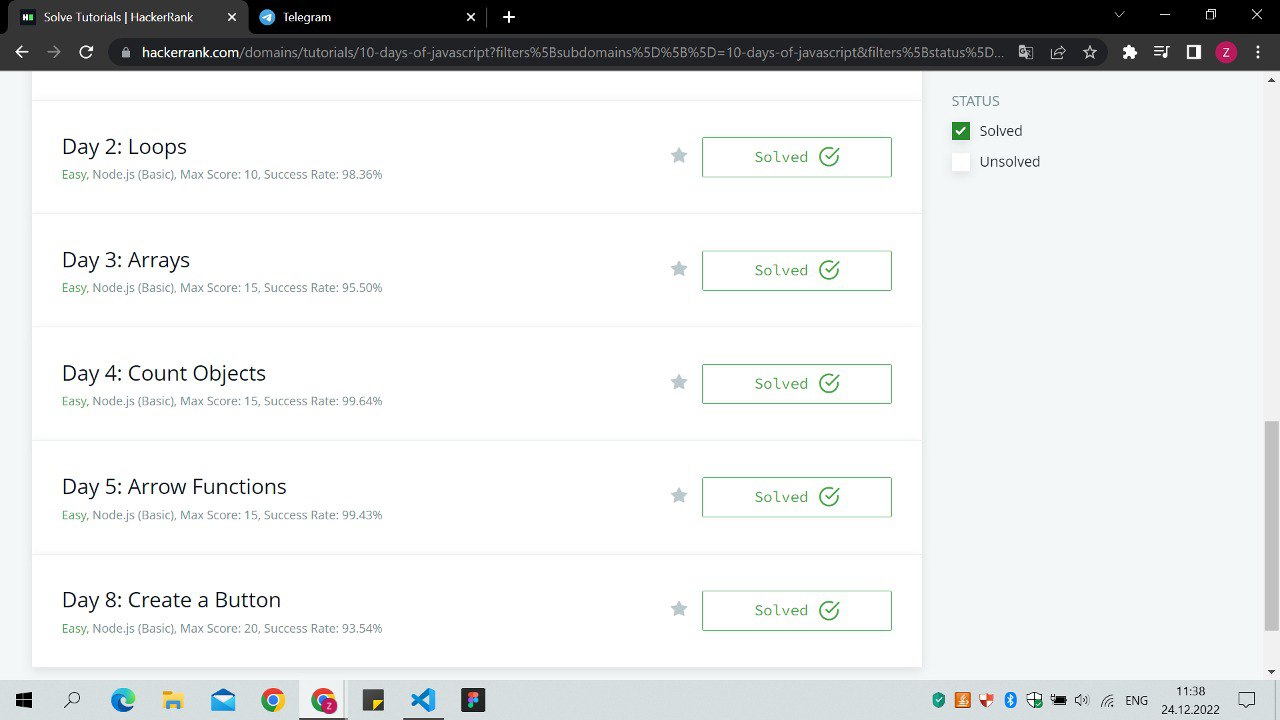 Solve Tutorials | HackerRank
Telegram
hackerrank.com/domains/tutorials/10-days-of-javascript?filters%5Bsubdomains%5D%5B%5D=10-days-of-javascript&filters%5Bstatus%5D...
Z
STATUS
Solved
Unsolved
Day 2: Loops
Easy, Node.js (Basic), Max Score: 10, Success Rate: 98.36%
Solved
Day 3: Arrays
Easy, Node.js (Basic), Max Score: 15, Success Rate: 95.50%
Solved
Day 4: Count Objects
Easy, Node.js (Basic), Max Score: 15, Success Rate: 99.64%
Solved
Day 5: Arrow Functions
Easy, Node.js (Basic), Max Score: 15, Success Rate: 99.43%
Solved
Day 8: Create a Button
Easy, Node.js (Basic), Max Score: 20, Success Rate: 93.54%
Solved
ENG
11:38
24.12.2022